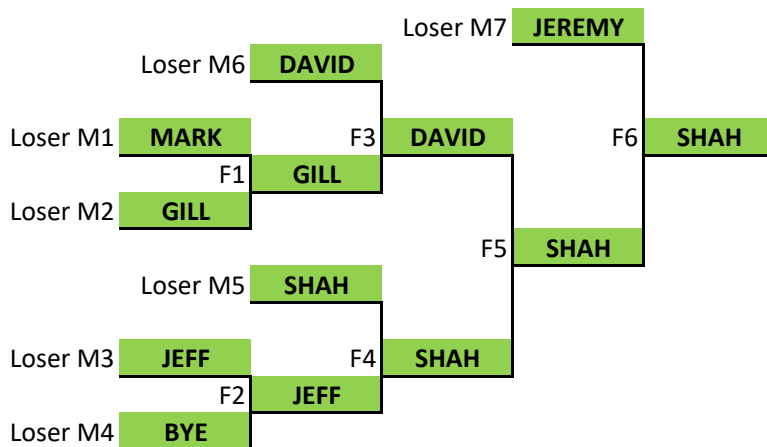 Loser M7 JEREMY
Loser M6 DAVID
Loser M1 MARK F3 DAVID F6 SHAH
F1 GILL
Loser M2 GILL
F5 SHAH
Loser M5 SHAH
Loser M3 JEFF F4 SHAH
F2 JEFF
Loser M4 BYE